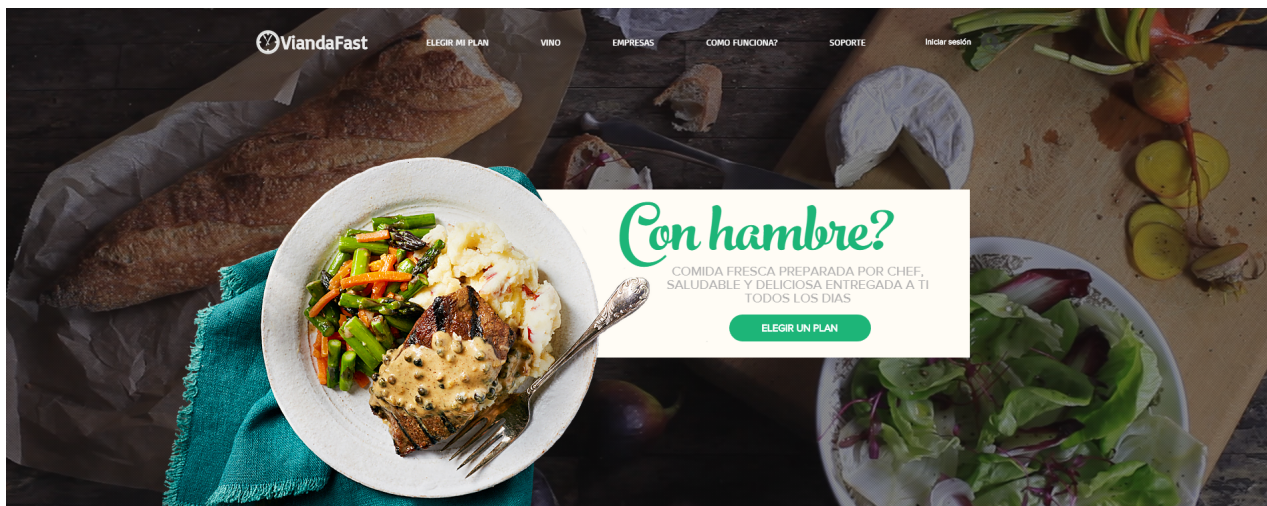 ViandaFast
ELEGIR MI PLAN
VINO
EMPRESAS
COMO FUNCIONA?
SOPORTE
Iniciar sesión
Con hambre?
COMIDA FRESCA PREPARADA POR CHEF,
SALUDABLE Y DELICIOSA ENTREGADA A TI
TODOS LOS DIAS
ELEGIR UN PLAN